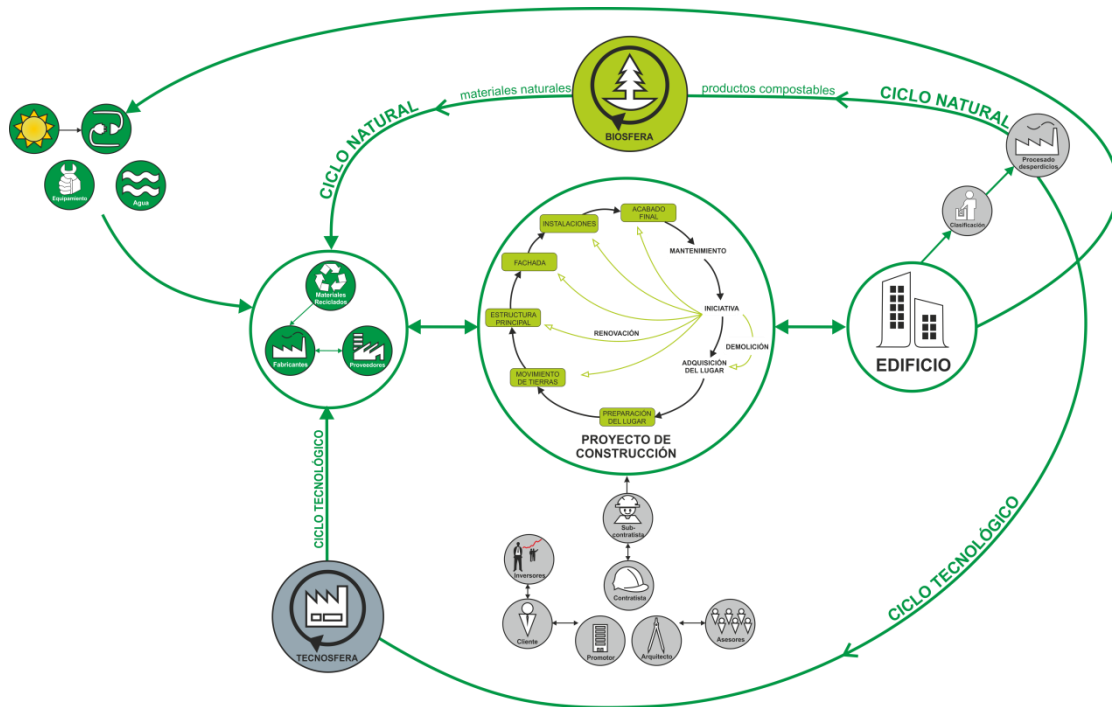 materiales naturales
productos compostables
CICLO NATURAL
CICLO NATURAL
BIOSFERA
Procesado
desperdicios
Clasificación
Equipamiento
Agua
Materiales
Reciclados
Fabricantes
Proveedores
ACABADO
FINAL
INSTALACIONES
MANTENIMIENTO
FACHADA
INICIATIVA
ESTRUCTURA
PRINCIPAL
RENOVACIÓN
DEMOLICIÓN
ADQUISICIÓN
DEL LUGAR
MOVIMIENTO
DE TIERRAS
PREPARACIÓN
DEL LUGAR
PROYECTO DE
CONSTRUCCIÓN
EDIFICIO
CICLO TECNOLÓGICO
CICLO TECNOLÓGICO
TECNOSFERA
Sub-
contratista
Inversores
Contratista
Cliente
Promotor
Arquitecto
Asesores